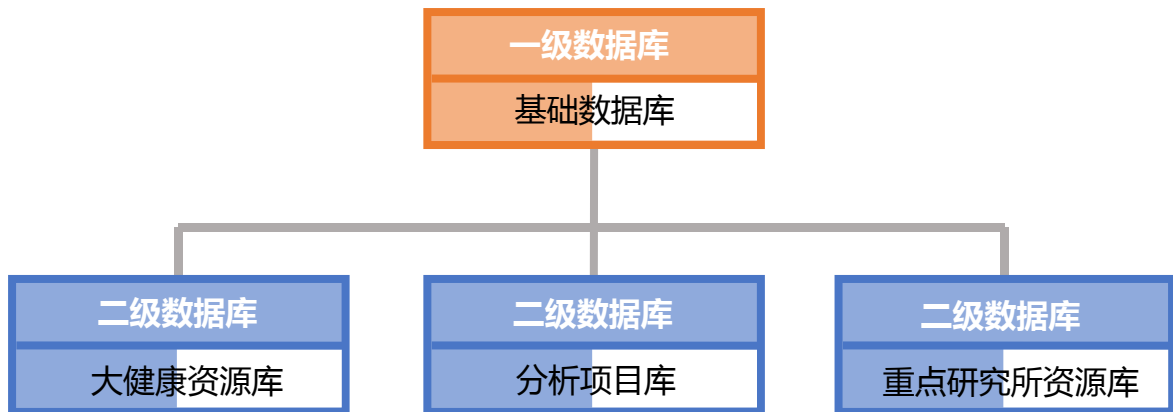 一级数据库
基础数据库
二级数据库
大健康资源库
二级数据库
分析项目库
二级数据库
重点研究所资源库